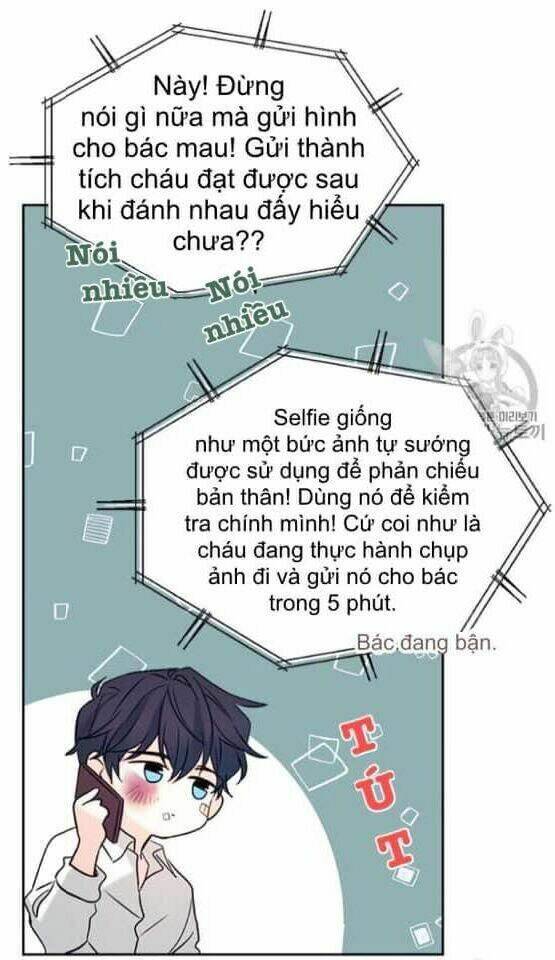 Này! Đừng
nói gì nữa mà gửi hình
cho bác mau! Gửi thành
tích cháu đạt được sau
khi đánh nhau đấy hiểu
chưa??
Nói
nhiều
Nói
nhiều
Selfie giống
như một bức ảnh tự sướng
được sử dụng để phản chiếu
bản thân! Dùng nó để kiểm
tra chính mình! Cứ coi như là
cháu đang thực hành chụp
ảnh đi và gửi nó cho bác
trong 5 phút.
Bác đang bận.
TÚT